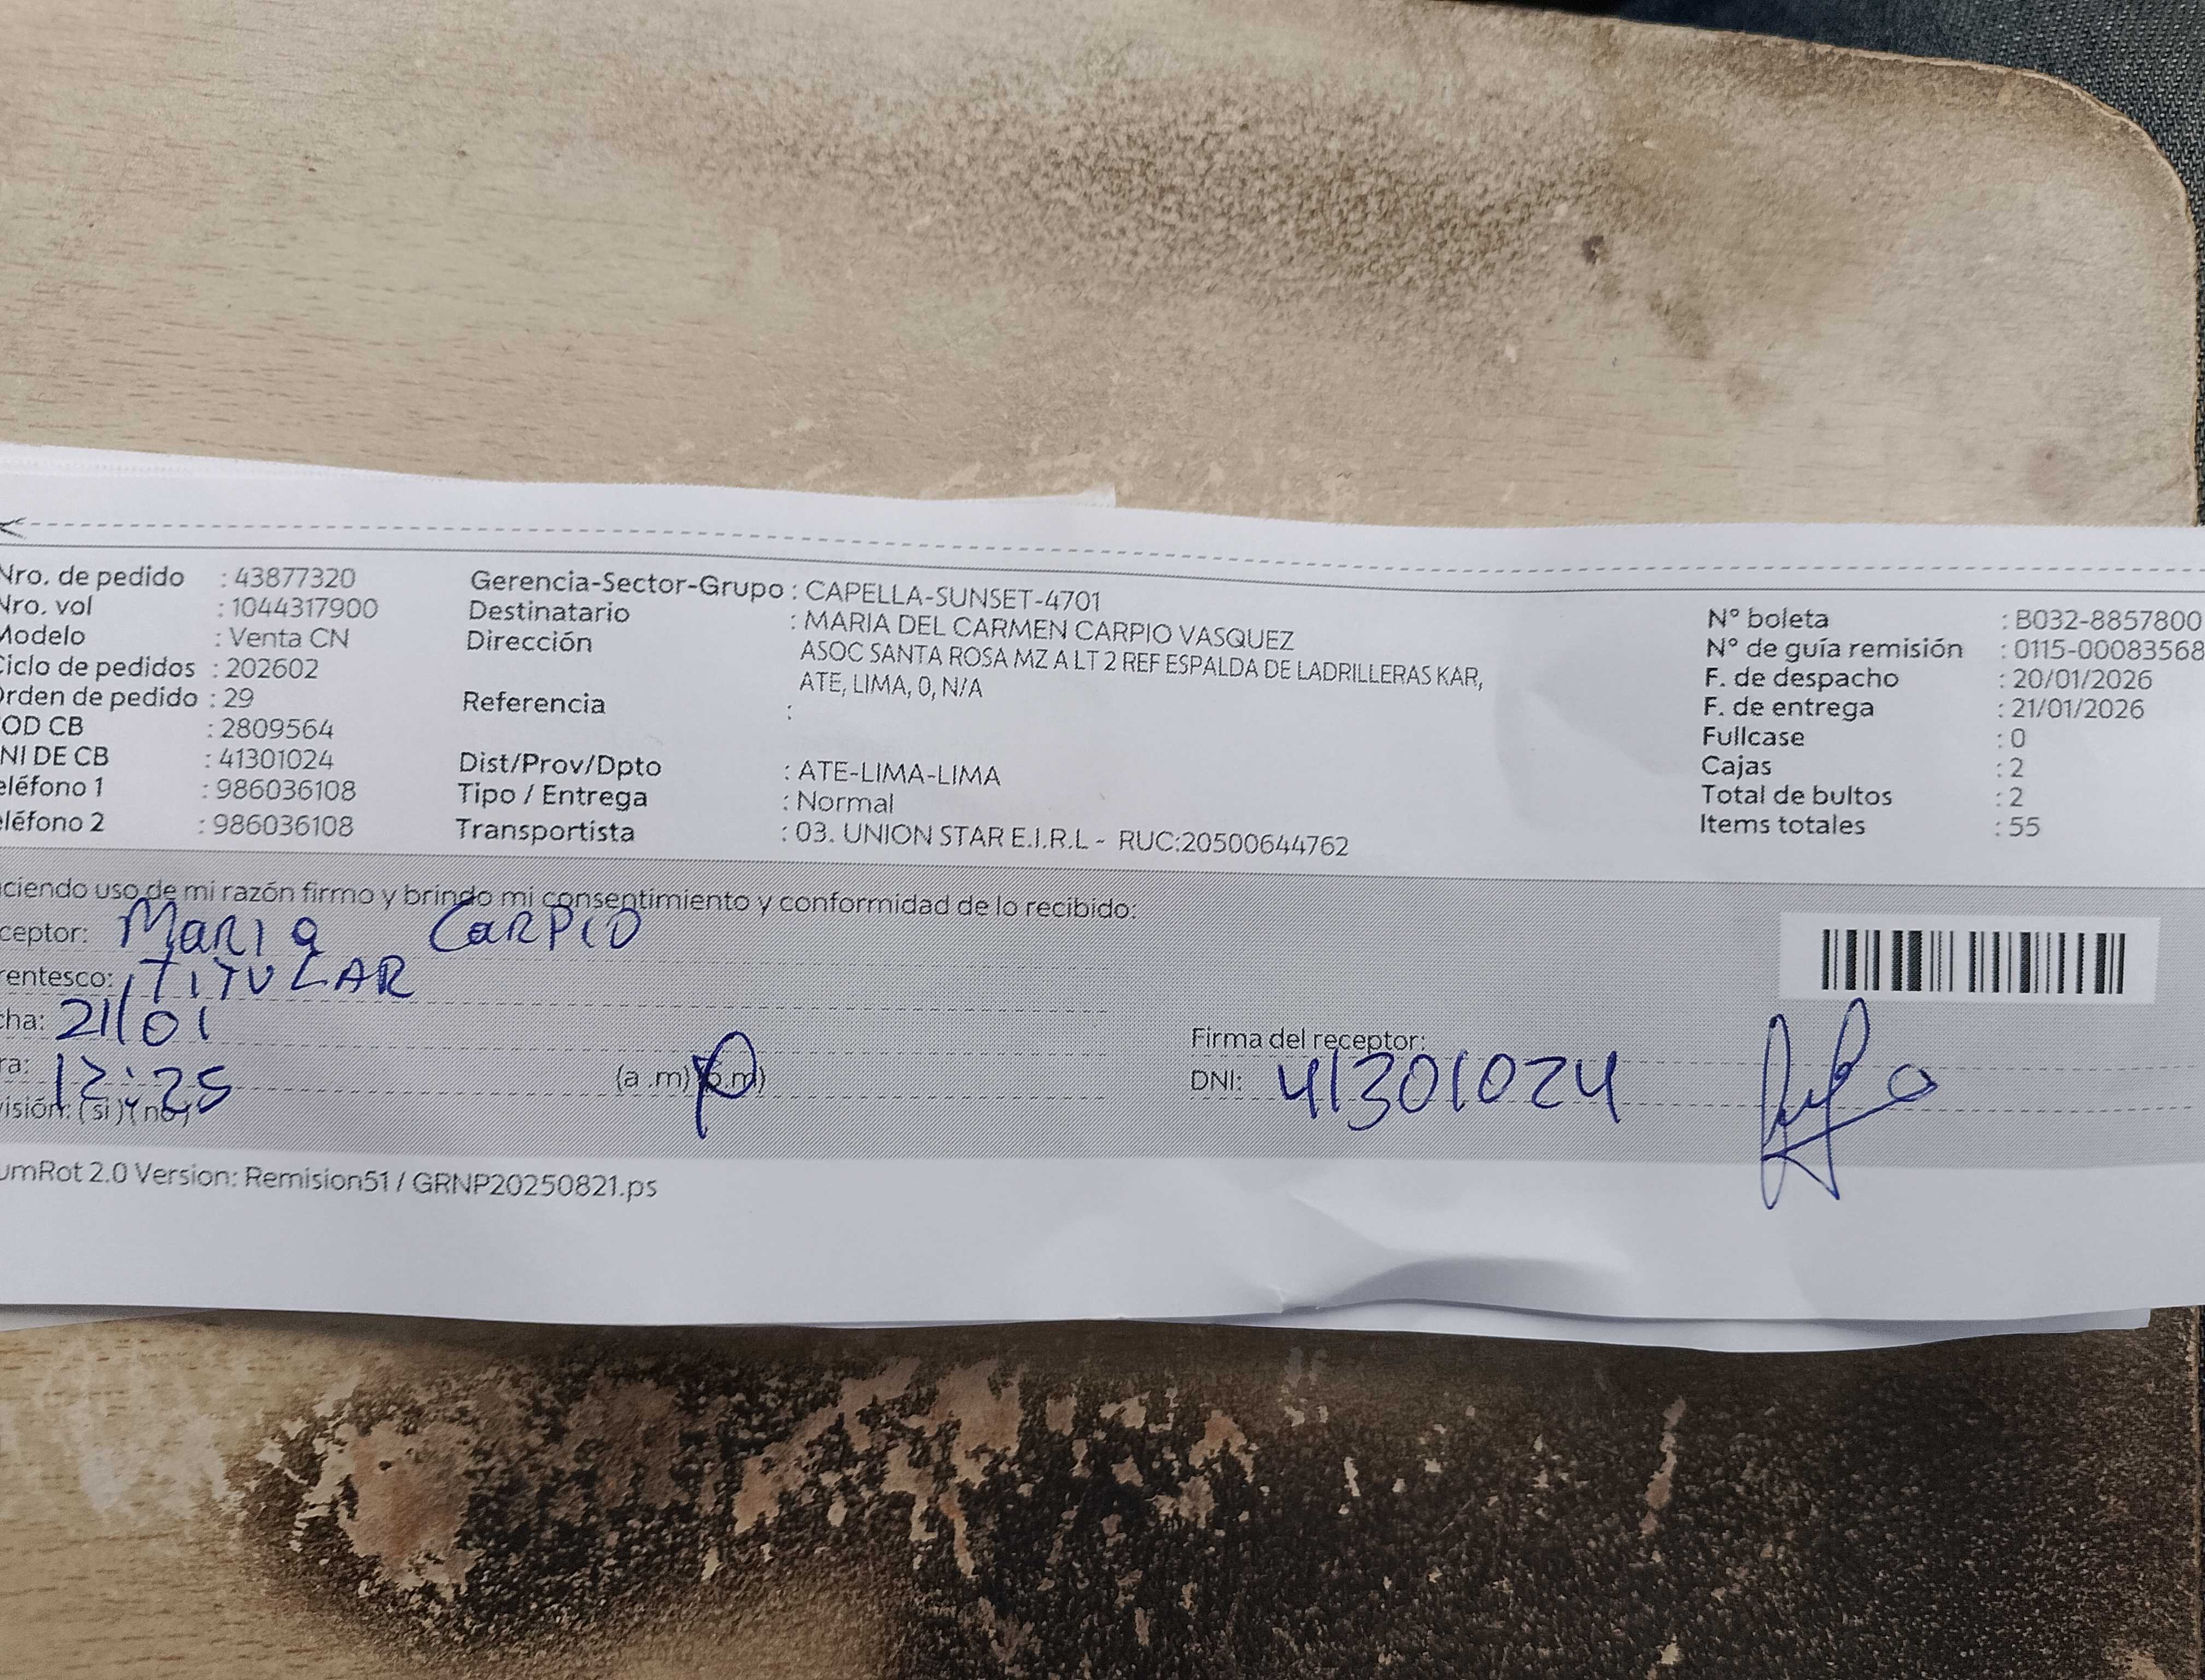 Nro. de pedido : 43877320
Nro. vol : 1044317900
Modelo : Venta CN
Ciclo de pedidos : 202602
Orden de pedido : 29
OD CB : 2809564
NI DE CB : 41301024
eléfono 1 : 986036108
eléfono 2 : 986036108
Gerencia-Sector-Grupo : CAPELLA-SUNSET-4701
Destinatario : MARIA DEL CARMEN CARPIO VASQUEZ
Dirección ASOC SANTA ROSA MZ A LT 2 REF ESPALDA DE LADRILLERAS KAR,
ATE, LIMA, 0, N/A
Referencia :
Dist/Prov/Dpto : ATE-LIMA-LIMA
Tipo / Entrega : Normal
Transportista : 03. UNION STAR E.I.R.L - RUC:20500644762
N° boleta : B032-8857800
N° de guía remisión : 0115-00083568
F. de despacho : 20/01/2026
F. de entrega : 21/01/2026
Fullcase : 0
Cajas : 2
Total de bultos : 2
Items totales : 55
ciendo uso de mi razón firmo y brindo mi consentimiento y conformidad de lo recibido:
ceptor: MARIA CARPIO
rentesco: TITULAR
cha: 21/01
ra: 12:25 (a .m) (p.m)
visión: (si) (no)
Firma del receptor:
DNI: 41301024
umRot 2.0 Version: Remision51 / GRNP20250821.ps